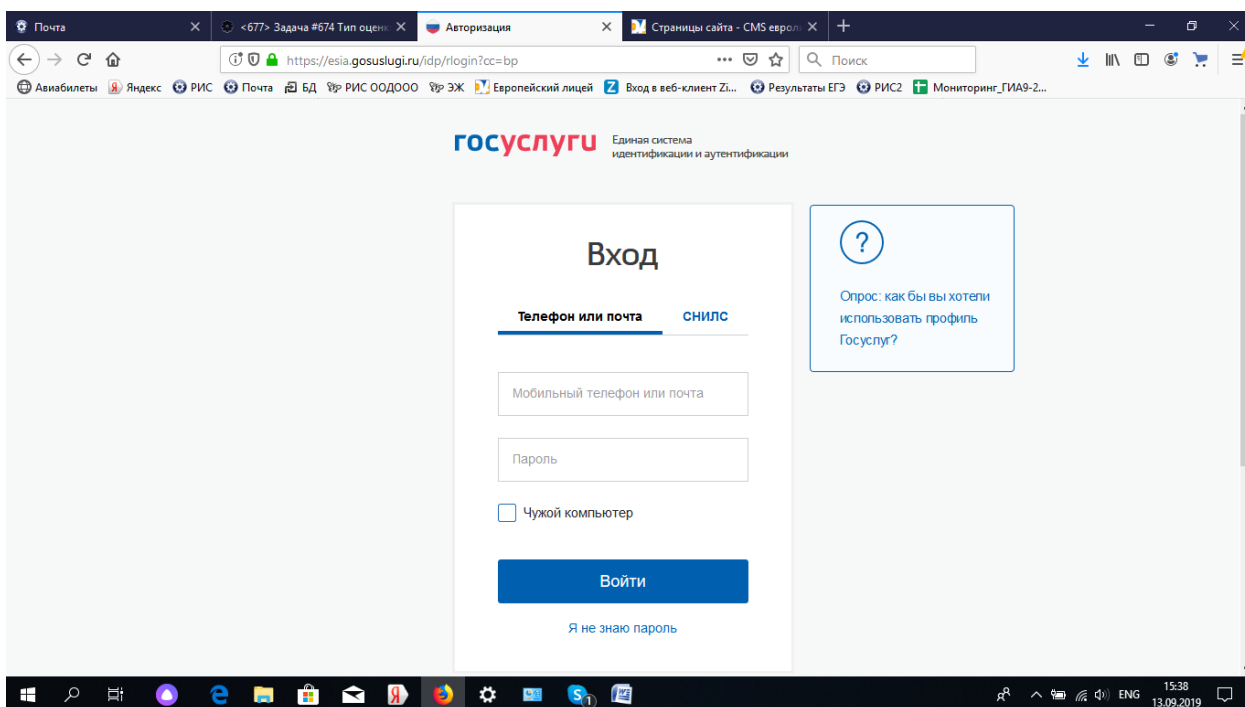 Почта
<677> Задача #674 Тип оценк
Авторизация
Страницы сайта - CMS еврол
https://esia.gosuslugi.ru/idp/rlogin?cc=bp
Поиск
Авиабилеты Яндекс РИС Почта БД РИС ООДООО ЭЖ Европейский лицей Вход в веб-клиент Zi... Результаты ЕГЭ РИС2 Мониторинг_ГИА9-2...
госуслуги
Единая система
идентификации и аутентификации
Вход
Телефон или почта СНИЛС
Мобильный телефон или почта
Пароль
Чужой компьютер
Войти
Я не знаю пароль
?
Опрос: как бы вы хотели
использовать профиль
Госуслуг?
ENG
15:38
13.09.2019